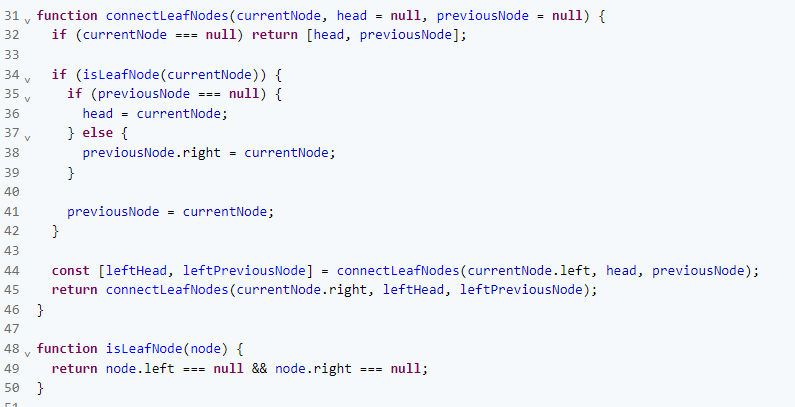 31 function connectLeafNodes(currentNode, head = null, previousNode = null) {
32   if (currentNode === null) return [head, previousNode];
33
34   if (isLeafNode(currentNode)) {
35     if (previousNode === null) {
36       head = currentNode;
37     } else {
38       previousNode.right = currentNode;
39     }
40
41     previousNode = currentNode;
42   }
43
44   const [leftHead, leftPreviousNode] = connectLeafNodes(currentNode.left, head, previousNode);
45   return connectLeafNodes(currentNode.right, leftHead, leftPreviousNode);
46 }
47
48 function isLeafNode(node) {
49   return node.left === null && node.right === null;
50 }